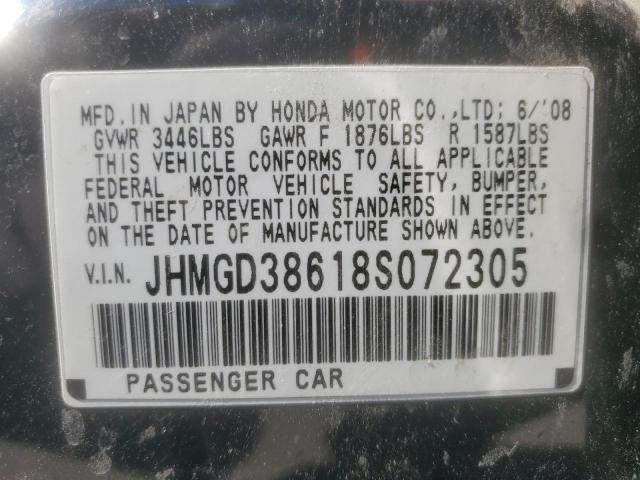 MFD. IN JAPAN BY HONDA MOTOR CO.,LTD; 6/'08
GVWR 3446LBS GAWR F 1876LBS R 1587LBS
THIS VEHICLE CONFORMS TO ALL APPLICABLE
FEDERAL MOTOR VEHICLE SAFETY, BUMPER,
AND THEFT PREVENTION STANDARDS IN EFFECT
ON THE DATE OF MANUFACTURE SHOWN ABOVE.
V.I.N. JHMGD38618S072305
PASSENGER CAR